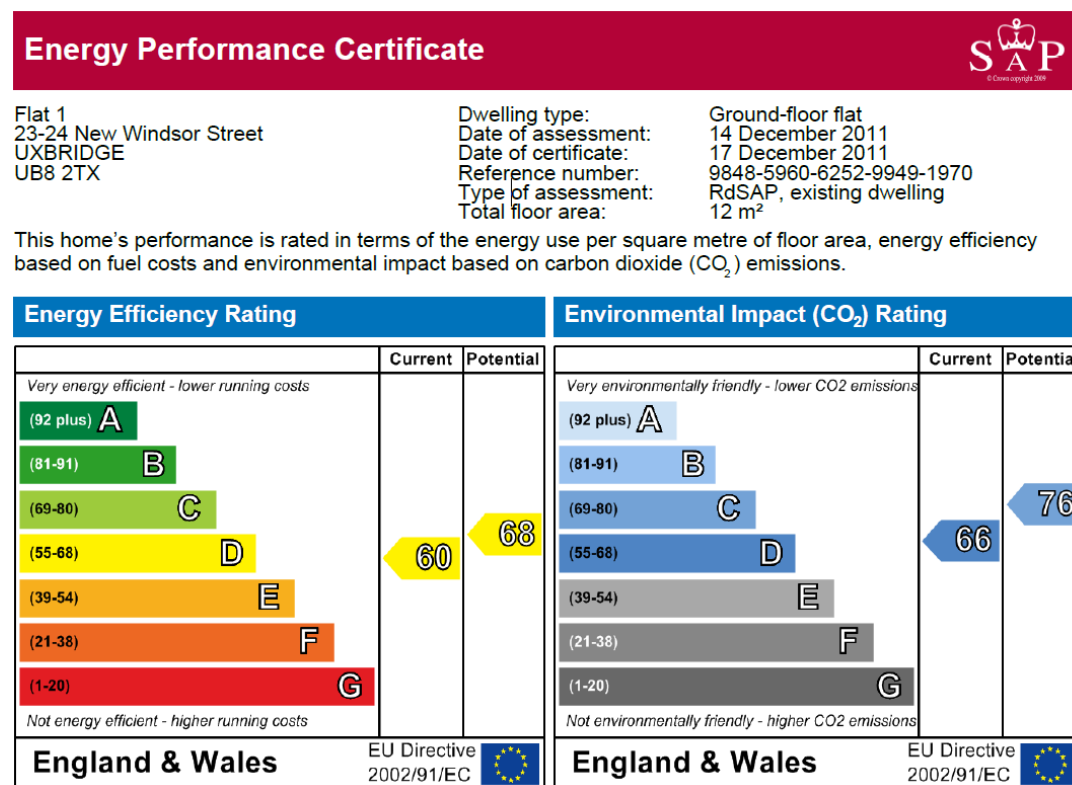 Energy Performance Certificate
SAP
© Crown copyright 2009
Flat 1
23-24 New Windsor Street
UXBRIDGE
UB8 2TX
Dwelling type: Ground-floor flat
Date of assessment: 14 December 2011
Date of certificate: 17 December 2011
Reference number: 9848-5960-6252-9949-1970
Type of assessment: RdSAP, existing dwelling
Total floor area: 12 m²
This home's performance is rated in terms of the energy use per square metre of floor area, energy efficiency
based on fuel costs and environmental impact based on carbon dioxide (CO₂) emissions.
Energy Efficiency Rating
Current Potential
Very energy efficient - lower running costs
(92 plus) A
(81-91) B
(69-80) C
(55-68) D
(39-54) E
(21-38) F
(1-20) G
60
68
Not energy efficient - higher running costs
England & Wales
EU Directive
2002/91/EC
Environmental Impact (CO₂) Rating
Current Potentia
Very environmentally friendly - lower CO2 emissions
(92 plus) A
(81-91) B
(69-80) C
(55-68) D
(39-54) E
(21-38) F
(1-20) G
66
76
Not environmentally friendly - higher CO2 emissions
England & Wales
EU Directive
2002/91/EC